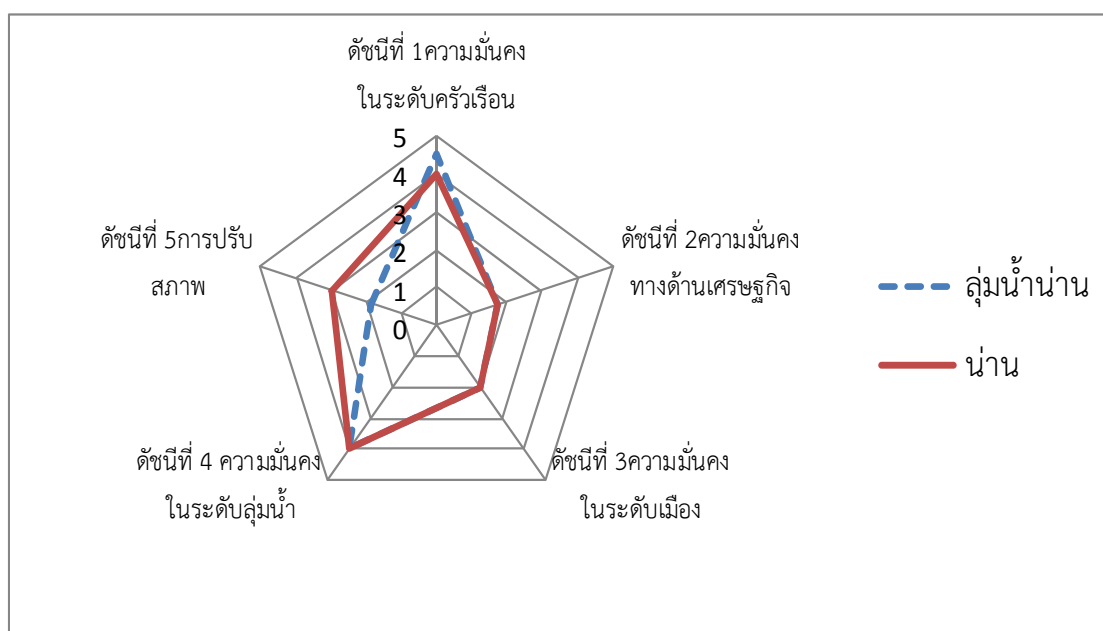 ดัชนีที่ 1ความมั่นคง
ในระดับครัวเรือน
5
4
3
2
1
0
ดัชนีที่ 2ความมั่นคง
ทางด้านเศรษฐกิจ
ดัชนีที่ 3ความมั่นคง
ในระดับเมือง
ดัชนีที่ 4 ความมั่นคง
ในระดับลุ่มน้ำ
ดัชนีที่ 5การปรับ
สภาพ
ลุ่มน้ำน่าน
น่าน